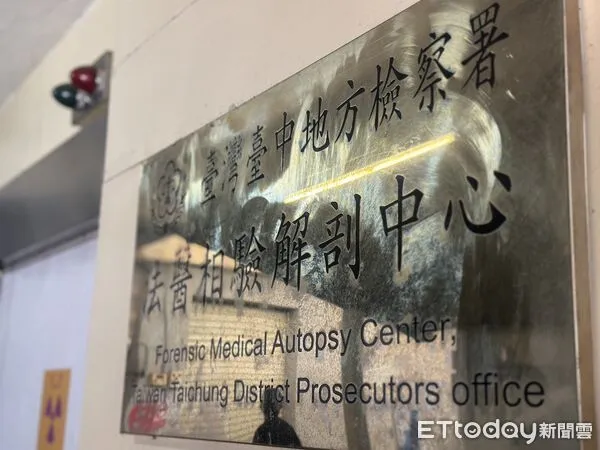 臺灣臺中地方檢察署
法醫相驗解剖中心
Forensic Medical Autopsy Center,
Taiwan Taichung District Prosecutors office
ETtoday新聞雲